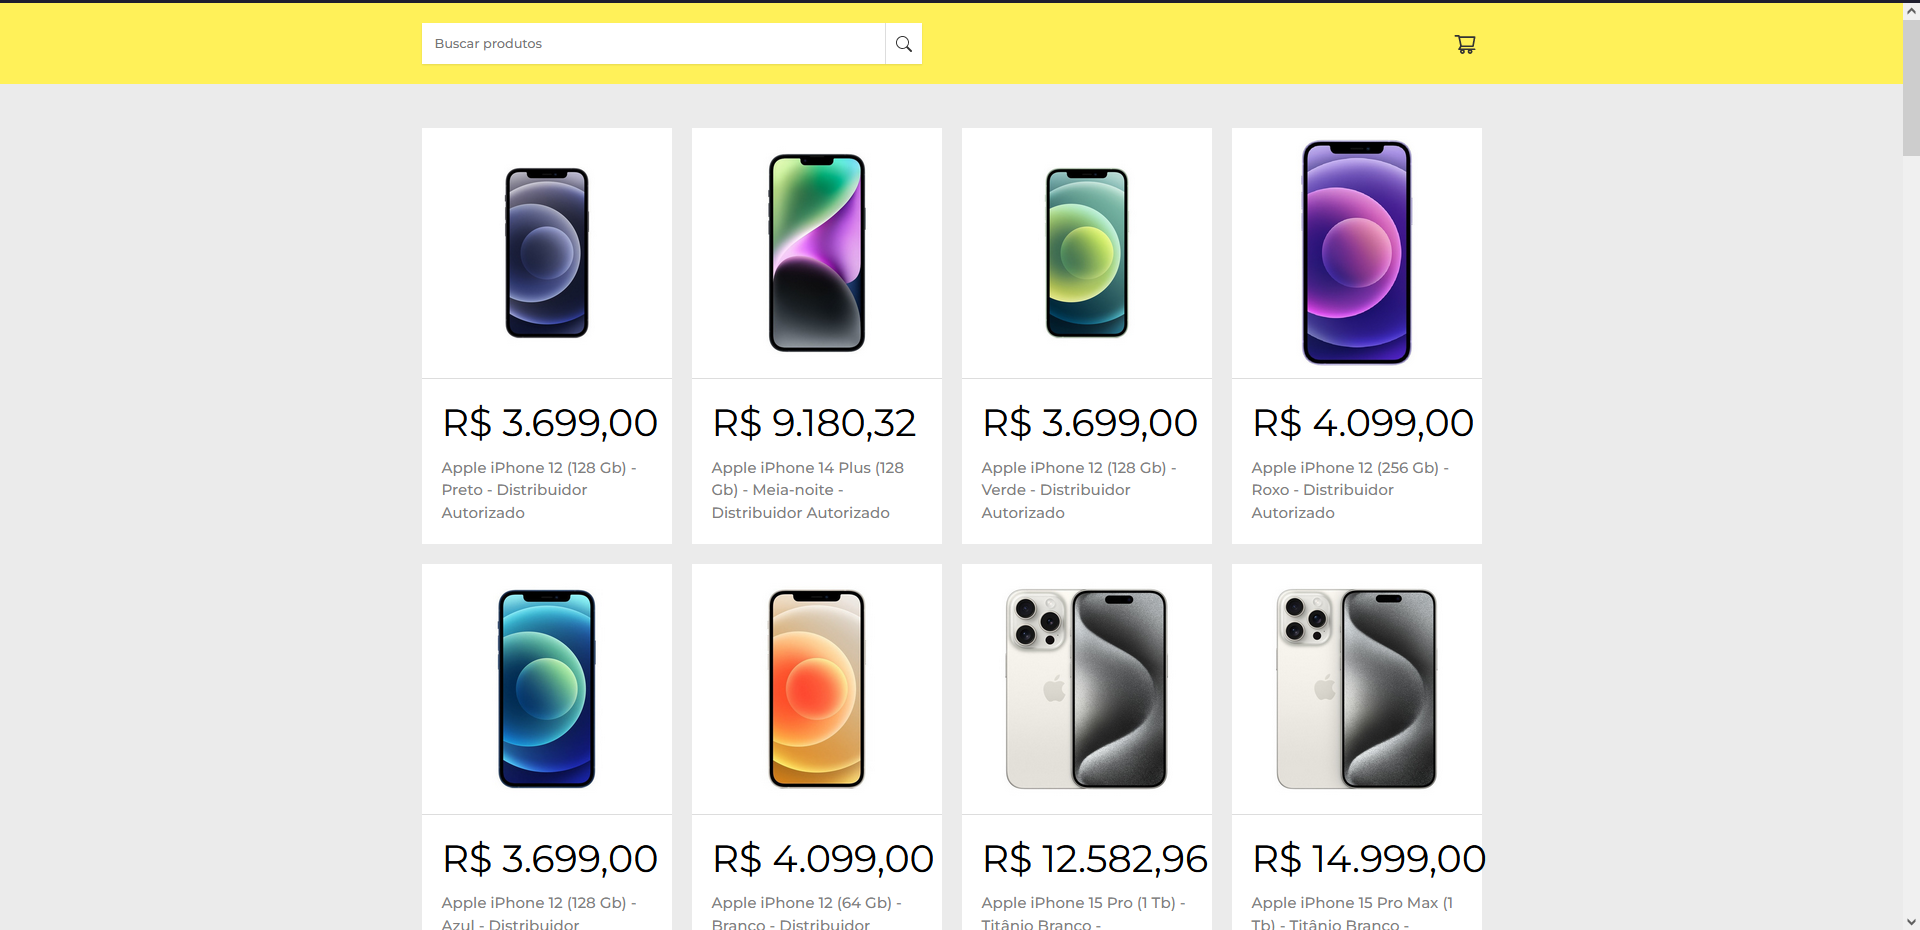 Buscar produtos
R$ 3.699,00
Apple iPhone 12 (128 Gb) -
Preto - Distribuidor
Autorizado
R$ 9.180,32
Apple iPhone 14 Plus (128
Gb) - Meia-noite -
Distribuidor Autorizado
R$ 3.699,00
Apple iPhone 12 (128 Gb) -
Verde - Distribuidor
Autorizado
R$ 4.099,00
Apple iPhone 12 (256 Gb) -
Roxo - Distribuidor
Autorizado
R$ 3.699,00
Apple iPhone 12 (128 Gb) -
Azul - Distribuidor
R$ 4.099,00
Apple iPhone 12 (64 Gb) -
Branco - Distribuidor
R$ 12.582,96
Apple iPhone 15 Pro (1 Tb) -
Titânio Branco -
R$ 14.999,00
Apple iPhone 15 Pro Max (1
Tb) - Titânio Branco -